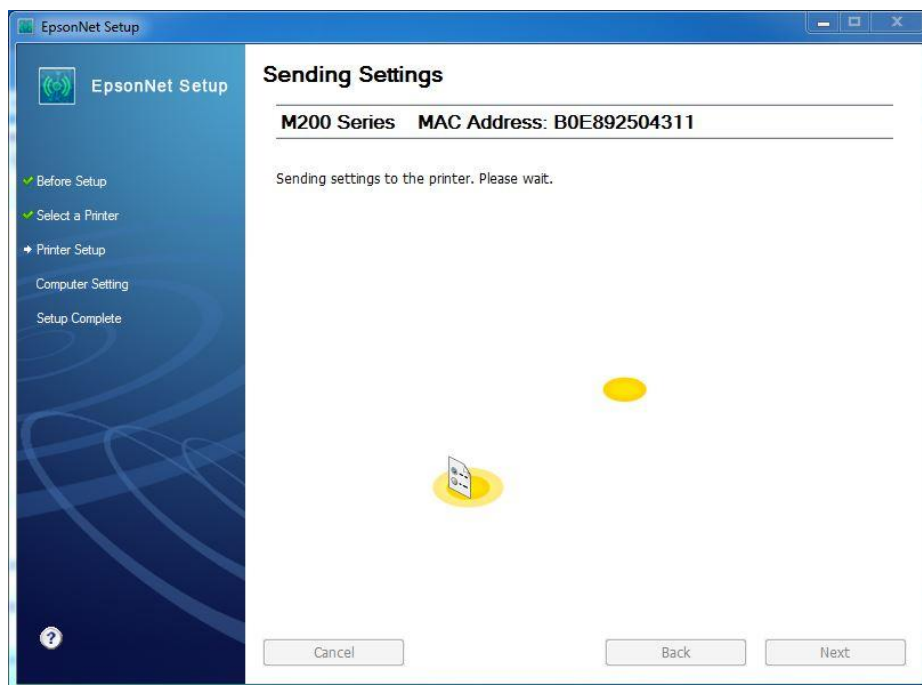 EpsonNet Setup
EpsonNet Setup
Sending Settings
M200 Series MAC Address: B0E892504311
Sending settings to the printer. Please wait.
Before Setup
Select a Printer
Printer Setup
Computer Setting
Setup Complete
?
Cancel
Back
Next